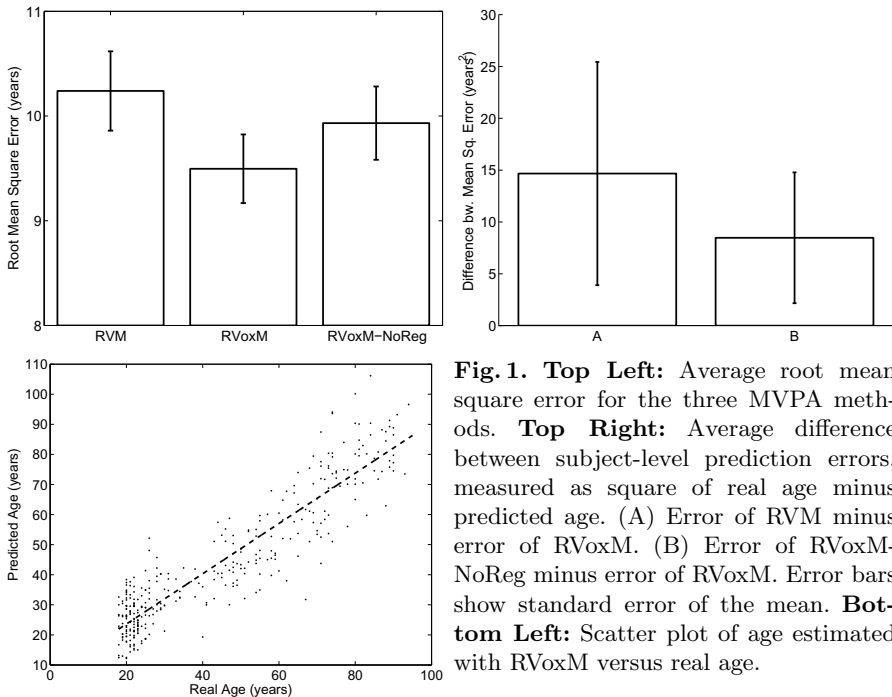 11
10
9
8
Root Mean Square Error (years)
RVM
RVoxM
RVoxM−NoReg
30
25
20
15
10
5
0
Difference bw. Mean Sq. Error (years²)
A
B
110
100
90
80
70
60
50
40
30
20
10
Predicted Age (years)
0
20
40
60
80
100
Real Age (years)
Fig. 1. Top Left: Average root mean
square error for the three MVPA meth-
ods. Top Right: Average difference
between subject-level prediction errors,
measured as square of real age minus
predicted age. (A) Error of RVM minus
error of RVoxM. (B) Error of RVoxM-
NoReg minus error of RVoxM. Error bars
show standard error of the mean. Bot-
tom Left: Scatter plot of age estimated
with RVoxM versus real age.